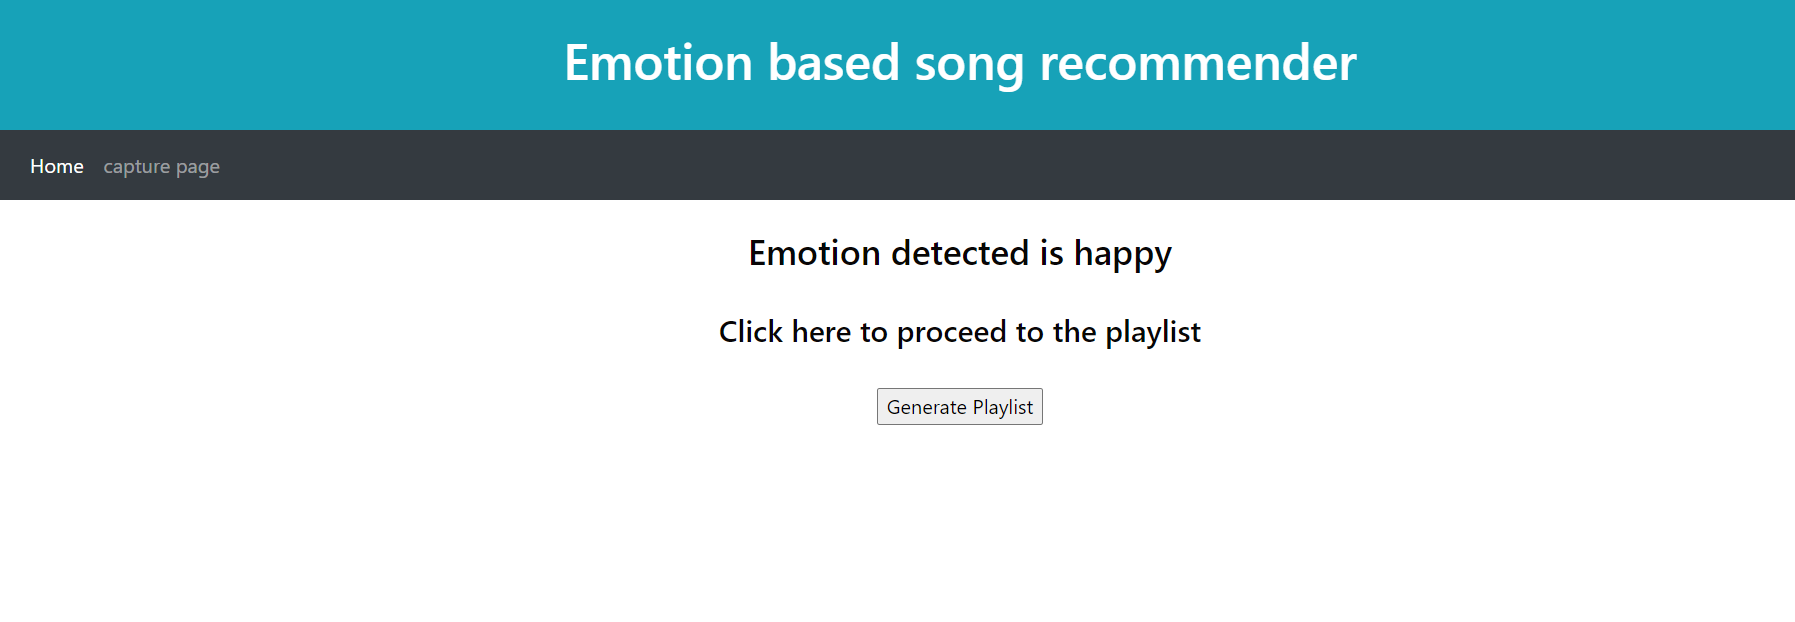 Emotion based song recommender
Home capture page
Emotion detected is happy
Click here to proceed to the playlist
Generate Playlist